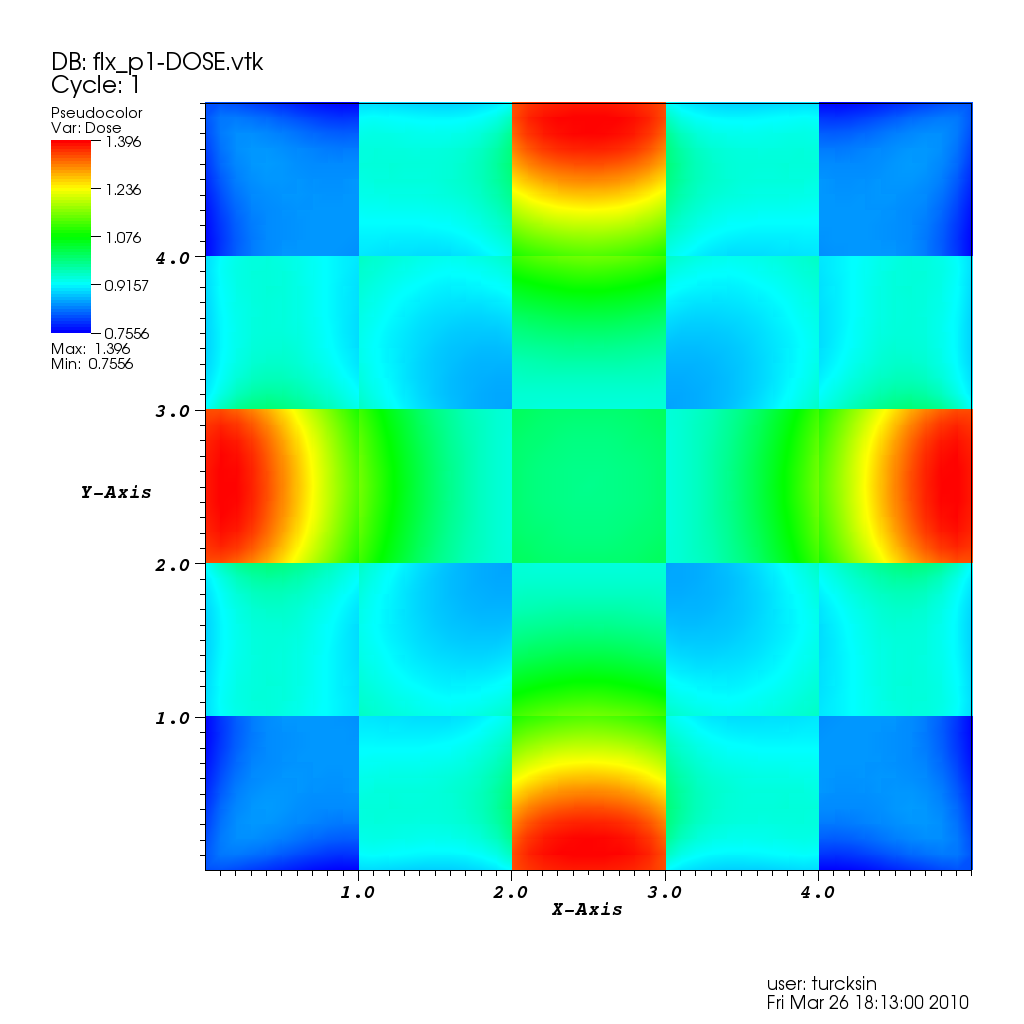 DB: flx_p1-DOSE.vtk
Cycle: 1
Pseudocolor
Var: Dose
1.396
1.236
1.076
0.9157
0.7556
Max: 1.396
Min: 0.7556
4.0
3.0
Y-Axis
2.0
1.0
1.0 2.0 3.0 4.0
X-Axis
user: turcksin
Fri Mar 26 18:13:00 2010